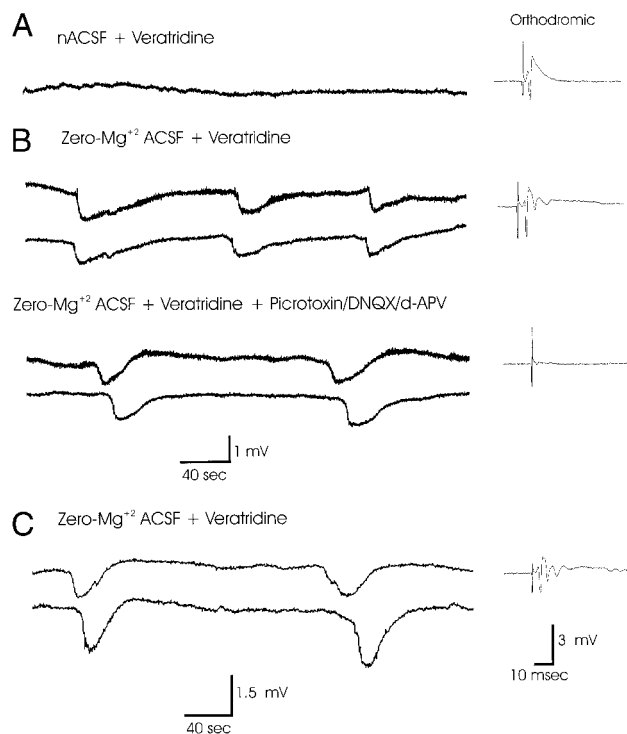 A
nACSF + Veratridine
Orthodromic
B
Zero-Mg⁺² ACSF + Veratridine
Zero-Mg⁺² ACSF + Veratridine + Picrotoxin/DNQX/d-APV
1 mV
40 sec
C
Zero-Mg⁺² ACSF + Veratridine
3 mV
10 msec
1.5 mV
40 sec